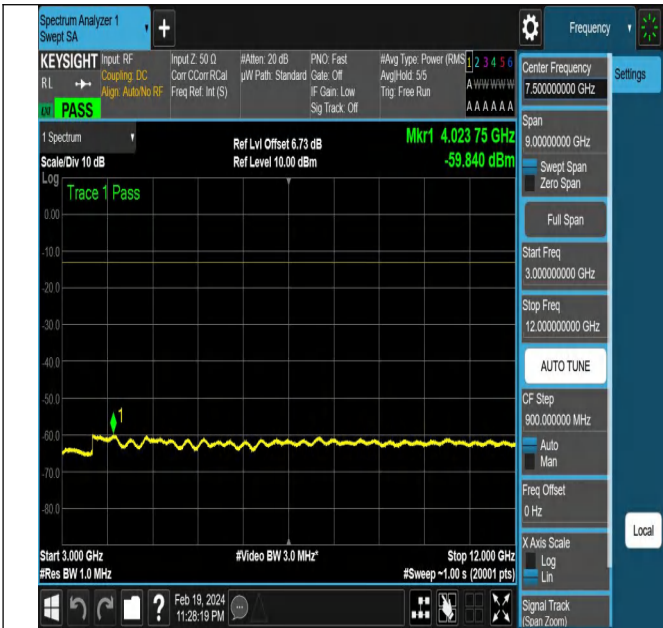 Spectrum Analyzer 1
Swept SA
Frequency
KEYSIGHT
RL
LXI
PASS
Input: RF
Coupling: DC
Align: Auto/No RF
Input Z: 50 Ω
Corr CCorr RCal
Freq Ref: Int (S)
#Atten: 20 dB
µW Path: Standard
PNO: Fast
Gate: Off
IF Gain: Low
Sig Track: Off
#Avg Type: Power (RMS
Avg|Hold: 5/5
Trig: Free Run
1 2 3 4 5 6
A W W W W W
A A A A A A
1 Spectrum
Scale/Div 10 dB
Ref Lvl Offset 6.73 dB
Ref Level 10.00 dBm
Mkr1 4.023 75 GHz
-59.840 dBm
Log
Trace 1 Pass
0.00
-10.0
-20.0
-30.0
-40.0
-50.0
-60.0
-70.0
-80.0
1
Start 3.000 GHz
#Res BW 1.0 MHz
#Video BW 3.0 MHz*
Stop 12.000 GHz
#Sweep ~1.00 s (20001 pts)
Feb 19, 2024
11:28:19 PM
Center Frequency
7.500000000 GHz
Settings
Span
9.00000000 GHz
Swept Span
Zero Span
Full Span
Start Freq
3.000000000 GHz
Stop Freq
12.000000000 GHz
AUTO TUNE
CF Step
900.000000 MHz
Auto
Man
Freq Offset
0 Hz
Local
X Axis Scale
Log
Lin
Signal Track
(Span Zoom)